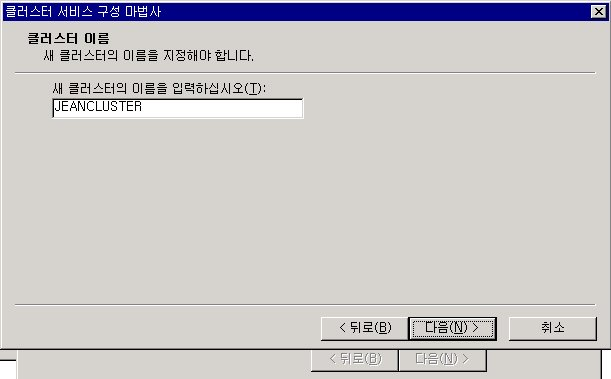 클러스터 서비스 구성 마법사
클러스터 이름
새 클러스터의 이름을 지정해야 합니다.
새 클러스터의 이름을 입력하십시오(T):
JEANCLUSTER
< 뒤로(B) 다음(N) > 취소
< 뒤로(B) 다음(N) >